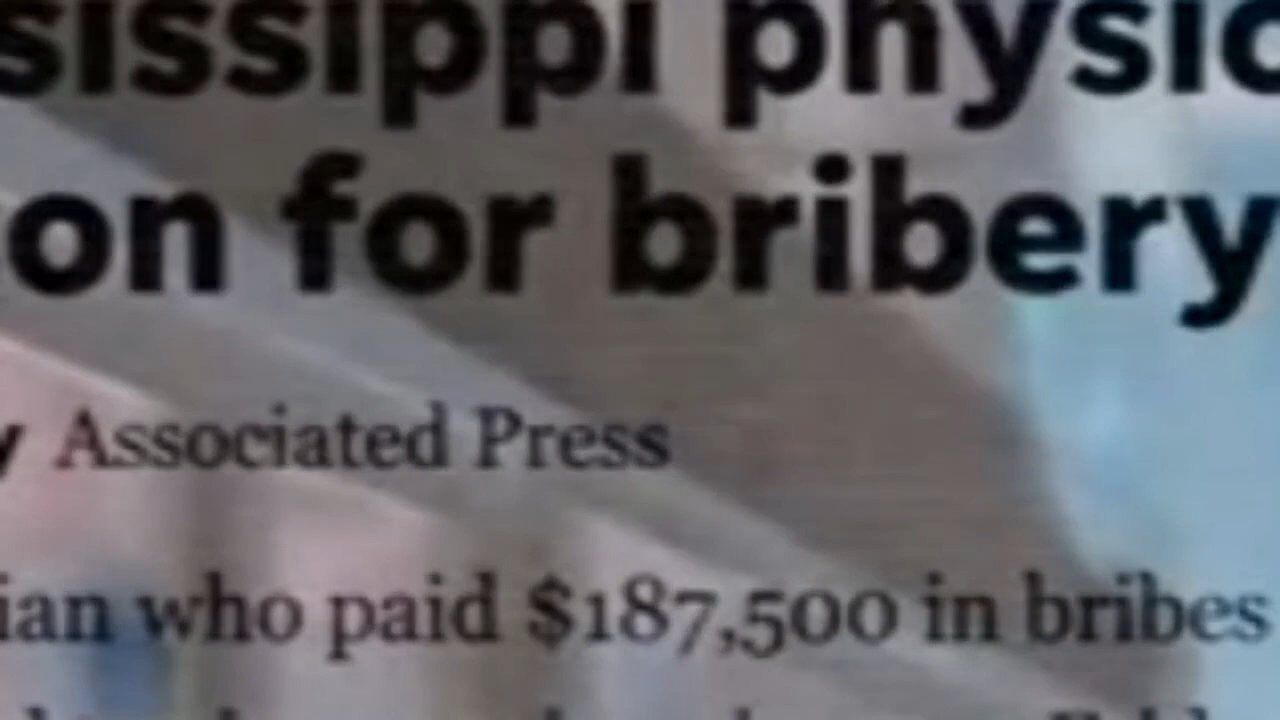 sissippi physic
on for bribery
y Associated Press
ian who paid $187,500 in bribes